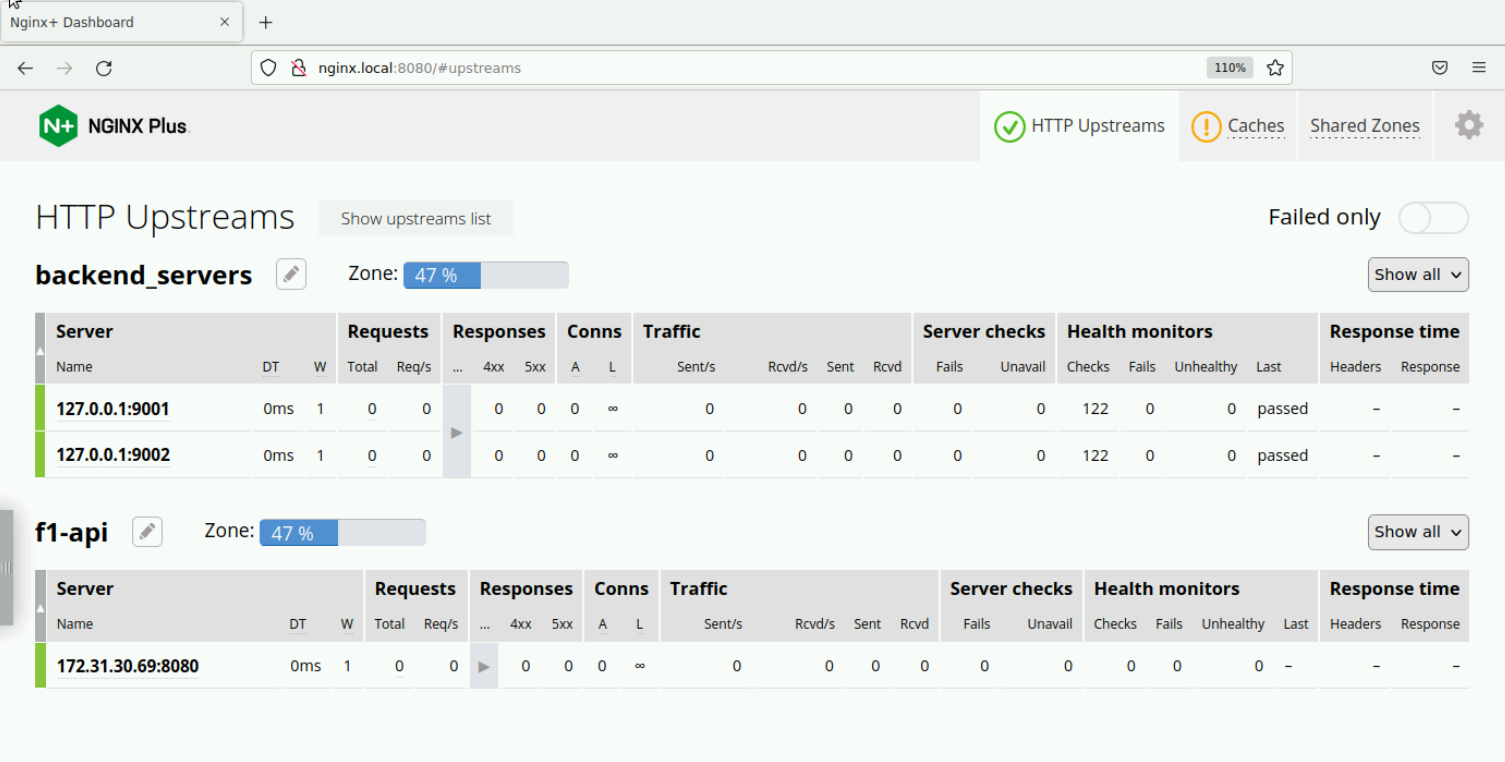 Nginx+ Dashboard × +
nginx.local:8080/#upstreams 110%
N+ NGINX Plus HTTP Upstreams ! Caches Shared Zones
HTTP Upstreams Show upstreams list Failed only
backend_servers Zone: 47 % Show all
Server Requests Responses Conns Traffic Server checks Health monitors Response time
Name DT W Total Req/s ... 4xx 5xx A L Sent/s Rcvd/s Sent Rcvd Fails Unavail Checks Fails Unhealthy Last Headers Response
127.0.0.1:9001 0ms 1 0 0 0 0 0 ∞ 0 0 0 0 0 0 122 0 0 passed – –
127.0.0.1:9002 0ms 1 0 0 0 0 0 ∞ 0 0 0 0 0 0 122 0 0 passed – –
f1-api Zone: 47 % Show all
Server Requests Responses Conns Traffic Server checks Health monitors Response time
Name DT W Total Req/s ... 4xx 5xx A L Sent/s Rcvd/s Sent Rcvd Fails Unavail Checks Fails Unhealthy Last Headers Response
172.31.30.69:8080 0ms 1 0 0 0 0 0 ∞ 0 0 0 0 0 0 0 0 0 – – –